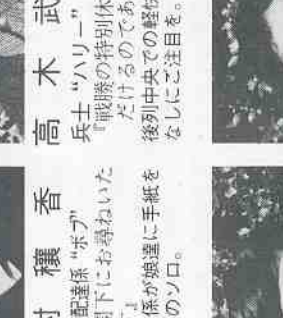 村 穣 香
配達係“ボブ”
閣下にお尋ねいた
係が娘達に手紙を
のソロ。
高 木 武
兵士“ハリー”
『戦勝の特別休
だけるのであ
後列中央での軽快
なしにご注目を。